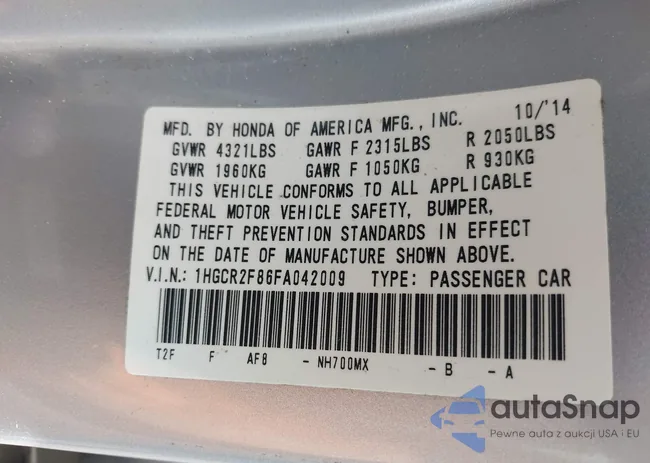 MFD. BY HONDA OF AMERICA MFG., INC. 10/'14
GVWR 4321LBS GAWR F 2315LBS R 2050LBS
GVWR 1960KG GAWR F 1050KG R 930KG
THIS VEHICLE CONFORMS TO ALL APPLICABLE
FEDERAL MOTOR VEHICLE SAFETY, BUMPER,
AND THEFT PREVENTION STANDARDS IN EFFECT
ON THE DATE OF MANUFACTURE SHOWN ABOVE.
V.I.N.: 1HGCR2F86FA042009 TYPE: PASSENGER CAR
T2F F AF8 - NH700MX - B - A
autaSnap
Pewne auta z aukcji USA i EU